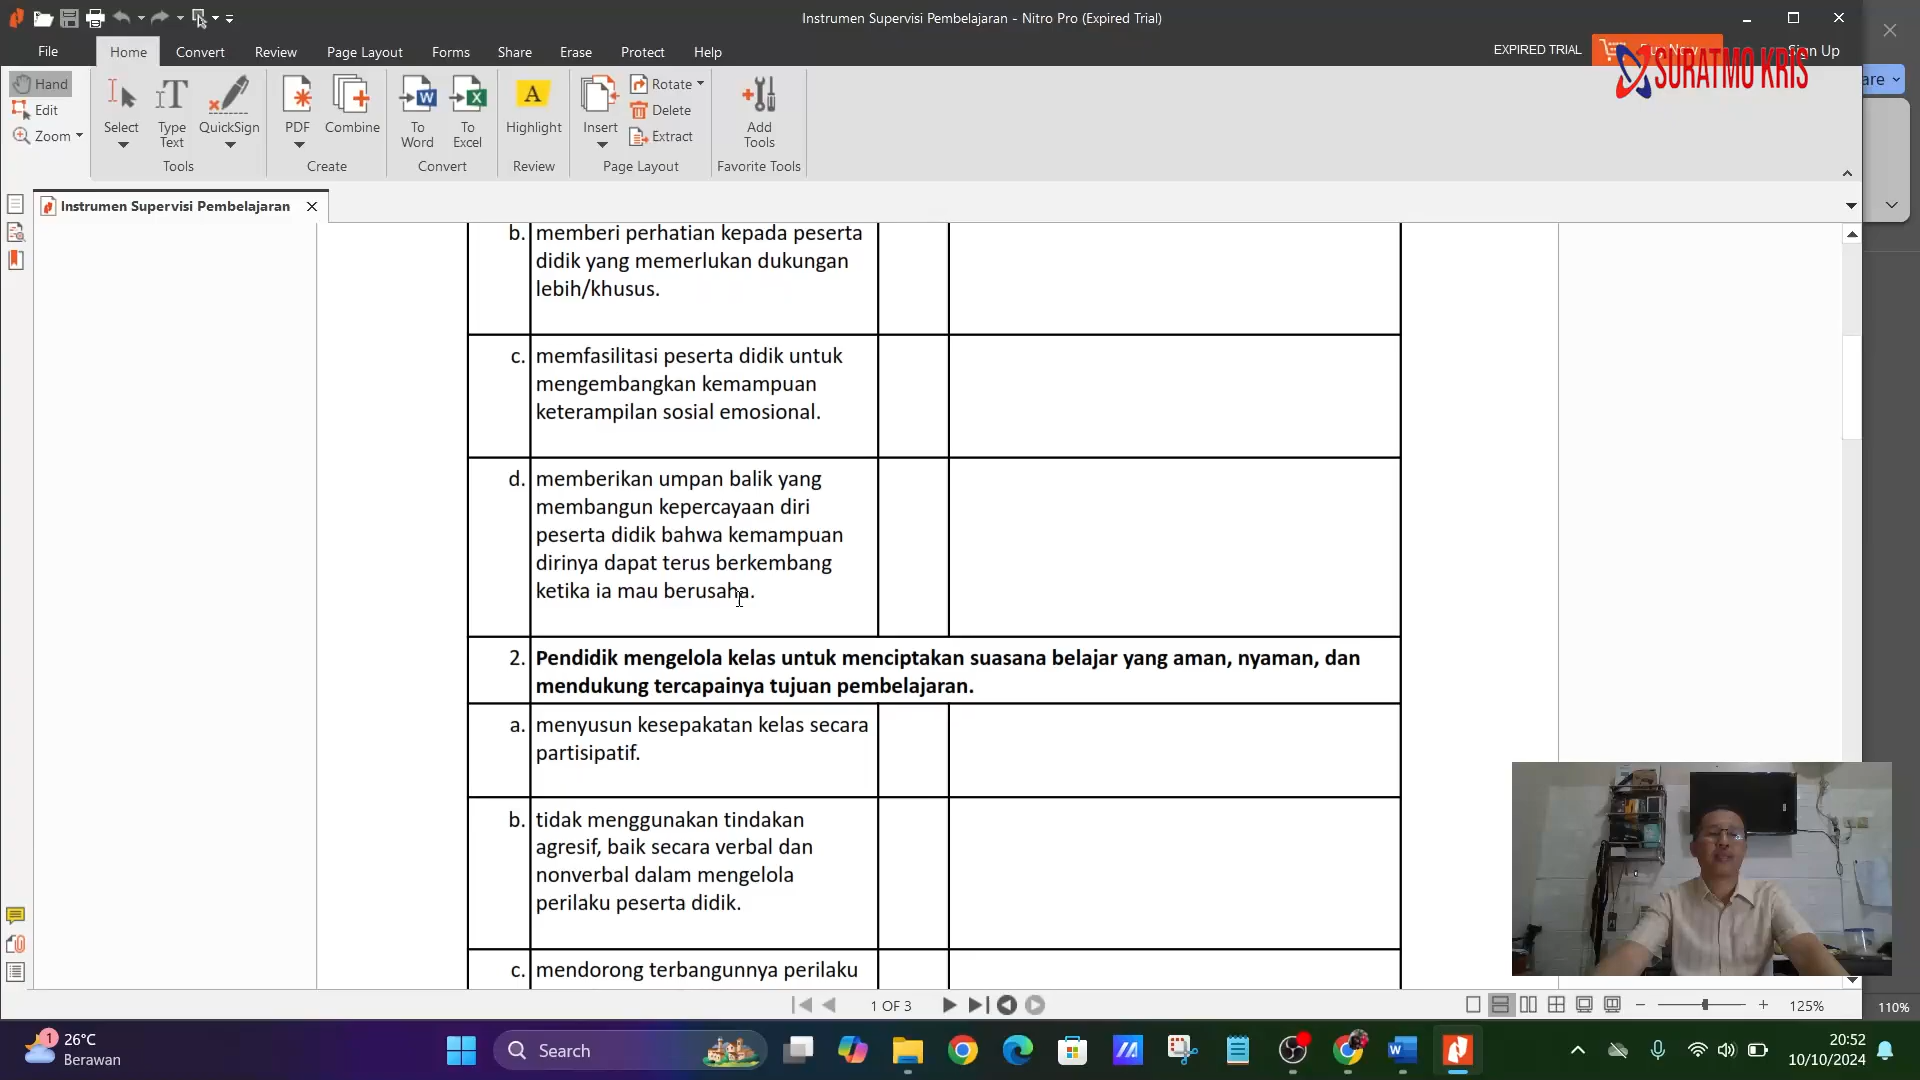 Instrumen Supervisi Pembelajaran - Nitro Pro (Expired Trial)
File
Home
Convert
Review
Page Layout
Forms
Share
Erase
Protect
Help
EXPIRED TRIAL
Sign Up
SURATMO KRIS
Hand
Edit
Zoom
Select
Type Text
QuickSign
Tools
PDF
Combine
Create
To Word
To Excel
Convert
Highlight
Review
Insert
Rotate
Delete
Extract
Page Layout
Add Tools
Favorite Tools
Instrumen Supervisi Pembelajaran
b. memberi perhatian kepada peserta
didik yang memerlukan dukungan
lebih/khusus.
c. memfasilitasi peserta didik untuk
mengembangkan kemampuan
keterampilan sosial emosional.
d. memberikan umpan balik yang
membangun kepercayaan diri
peserta didik bahwa kemampuan
dirinya dapat terus berkembang
ketika ia mau berusaha.
2. Pendidik mengelola kelas untuk menciptakan suasana belajar yang aman, nyaman, dan
mendukung tercapainya tujuan pembelajaran.
a. menyusun kesepakatan kelas secara
partisipatif.
b. tidak menggunakan tindakan
agresif, baik secara verbal dan
nonverbal dalam mengelola
perilaku peserta didik.
c. mendorong terbangunnya perilaku
1 OF 3
125%
110%
1
26°C
Berawan
Search
20:52
10/10/2024